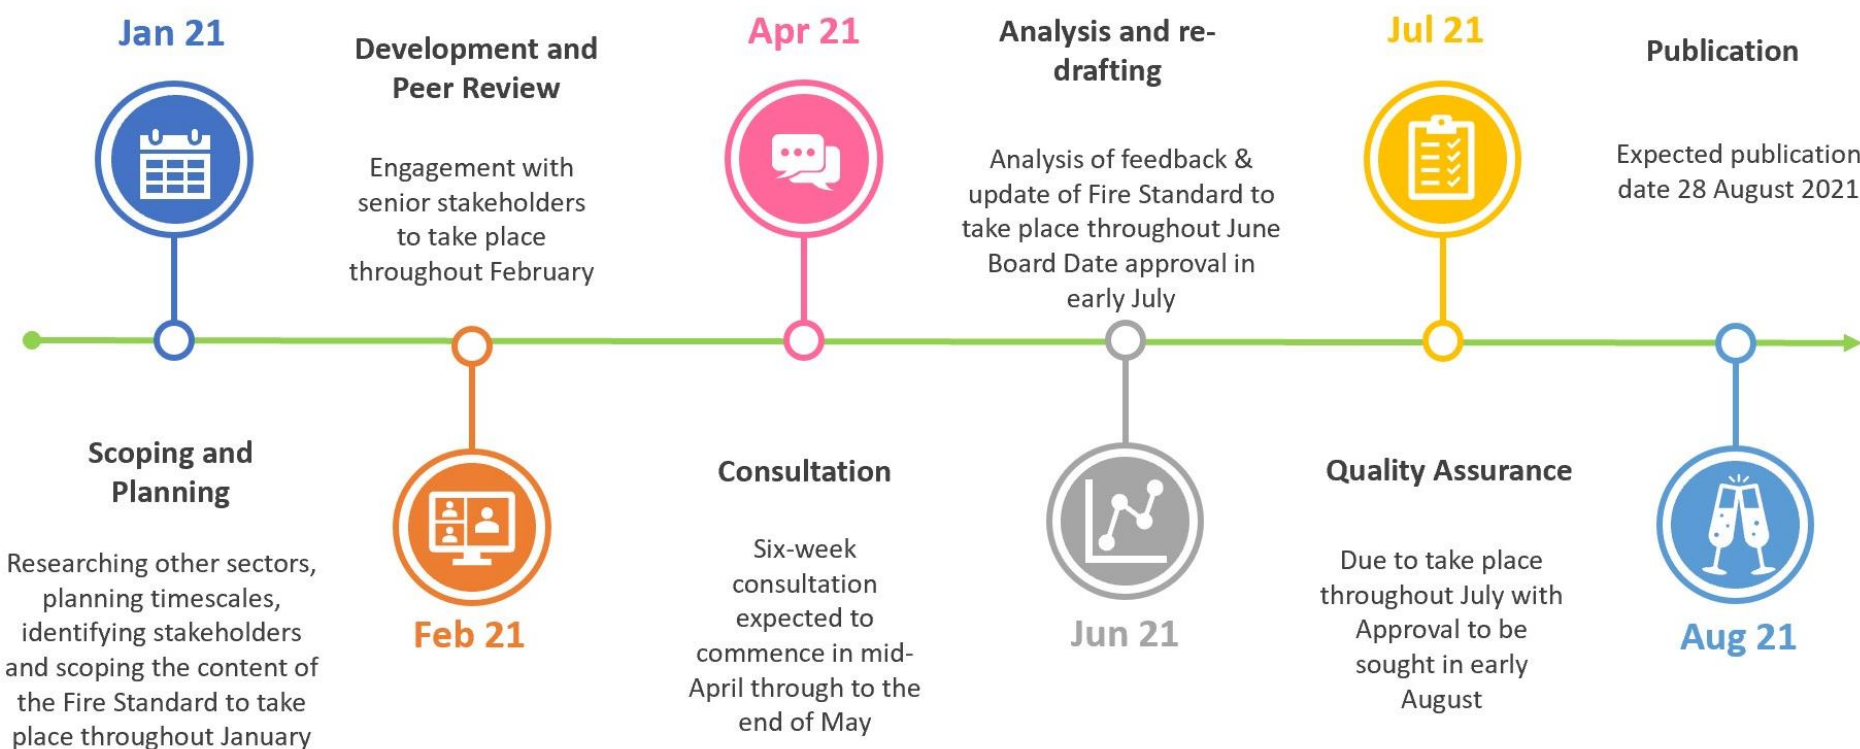 Jan 21
Scoping and
Planning
Researching other sectors,
planning timescales,
identifying stakeholders
and scoping the content of
the Fire Standard to take
place throughout January
Development and
Peer Review
Engagement with
senior stakeholders
to take place
throughout February
Feb 21
Apr 21
Consultation
Six-week
consultation
expected to
commence in mid-
April through to the
end of May
Analysis and re-
drafting
Analysis of feedback &
update of Fire Standard to
take place throughout June
Board Date approval in
early July
Jun 21
Jul 21
Quality Assurance
Due to take place
throughout July with
Approval to be
sought in early
August
Publication
Expected publication
date 28 August 2021
Aug 21